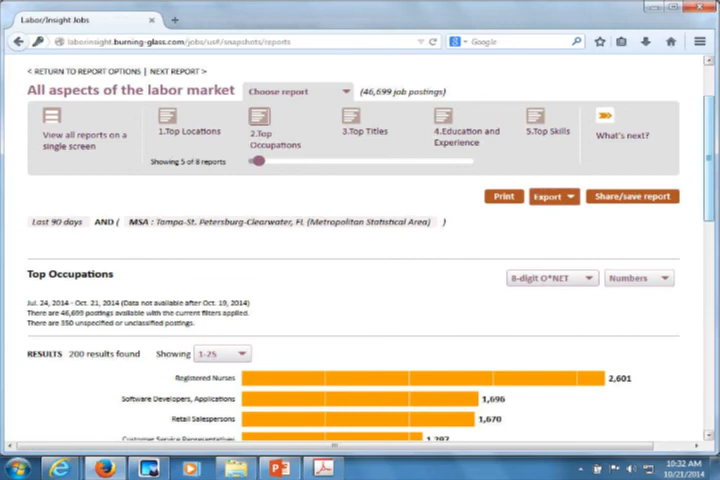 Labor/Insight Jobs
laborinsight.burning-glass.com/jobs/us#/snapshots/reports
Google
< RETURN TO REPORT OPTIONS | NEXT REPORT >
All aspects of the labor market
Choose report
(46,699 job postings)
View all reports on a
single screen
1.Top Locations
2.Top
Occupations
3.Top Titles
4.Education and
Experience
5.Top Skills
What's next?
Showing 5 of 8 reports
Print
Export
Share/save report
Last 90 days AND ( MSA : Tampa-St. Petersburg-Clearwater, FL (Metropolitan Statistical Area) )
Top Occupations
8-digit O*NET
Numbers
Jul. 24, 2014 - Oct. 21, 2014 (Data not available after Oct. 19, 2014)
There are 46,699 postings available with the current filters applied.
There are 350 unspecified or unclassified postings.
RESULTS 200 results found Showing 1-25
Registered Nurses 2,601
Software Developers, Applications 1,696
Retail Salespersons 1,670
Customer Service Representatives 1,297
10:32 AM
10/21/2014